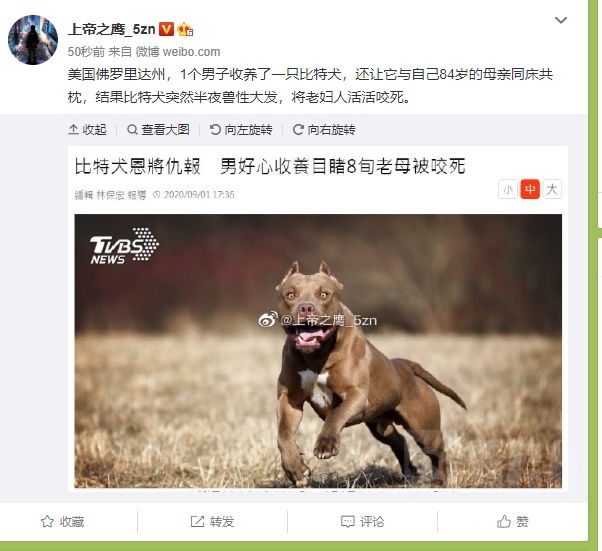 上帝之鹰_5zn
50秒前 来自 微博 weibo.com
美国佛罗里达州，1个男子收养了一只比特犬，还让它与自己84岁的母亲同床共
枕，结果比特犬突然半夜兽性大发，将老妇人活活咬死。
收起 查看大图 向左旋转 向右旋转
比特犬恩將仇報 男好心收養目睹8旬老母被咬死
編輯 林保宏 報導 2020/09/01 17:36
小 中 大
TVBS
NEWS
@上帝之鹰_5zn
收藏 转发 评论 赞